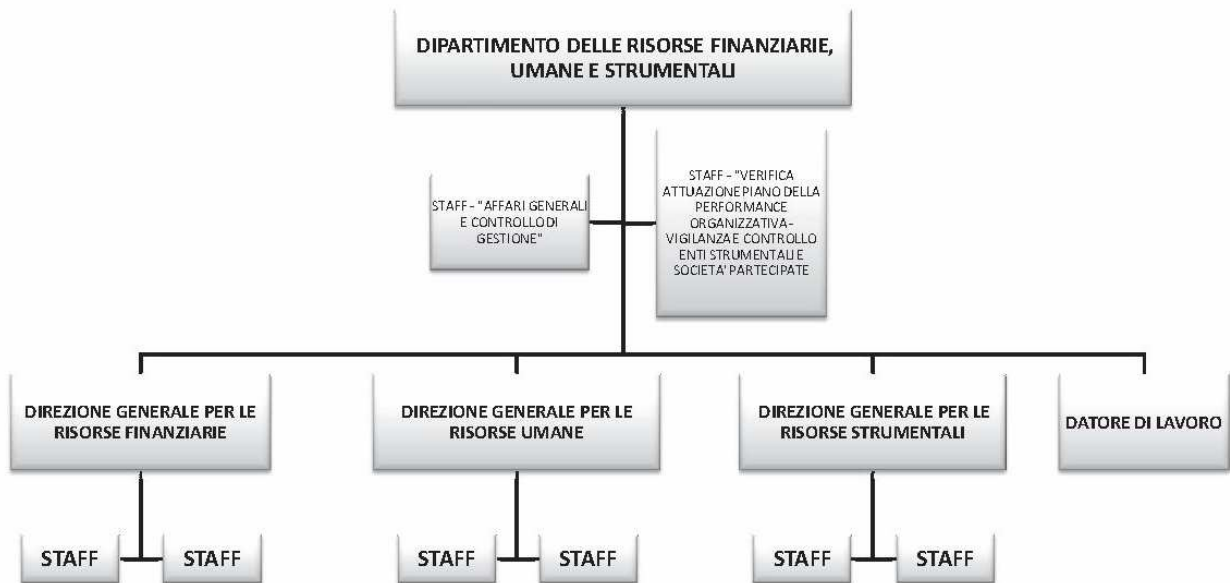 DIPARTIMENTO DELLE RISORSE FINANZIARIE,
UMANE E STRUMENTALI
STAFF - "AFFARI GENERALI
E CONTROLLO DI
GESTIONE"
STAFF - "VERIFICA
ATTUAZIONE PIANO DELLA
PERFORMANCE
ORGANIZZATIVA-
VIGILANZA E CONTROLLO
ENTI STRUMENTALI E
SOCIETA' PARTECIPATE
DIREZIONE GENERALE PER LE
RISORSE FINANZIARIE
DIREZIONE GENERALE PER LE
RISORSE UMANE
DIREZIONE GENERALE PER LE
RISORSE STRUMENTALI
DATORE DI LAVORO
STAFF
STAFF
STAFF
STAFF
STAFF
STAFF